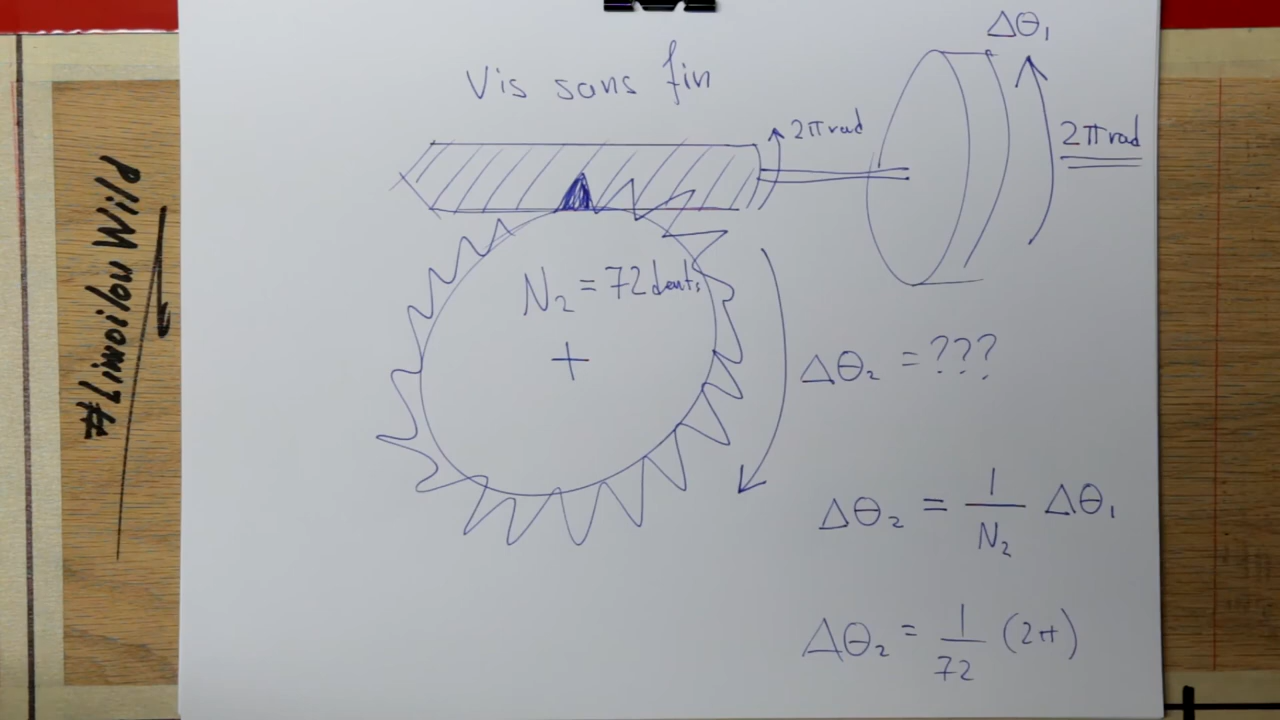 Δθ₁
Vis sans fin
2π rad
2π rad
N₂ = 72 dents
Δθ₂ = ???
Δθ₂ = 1/N₂ Δθ₁
Δθ₂ = 1/72 (2π)
#Limoilou Wild